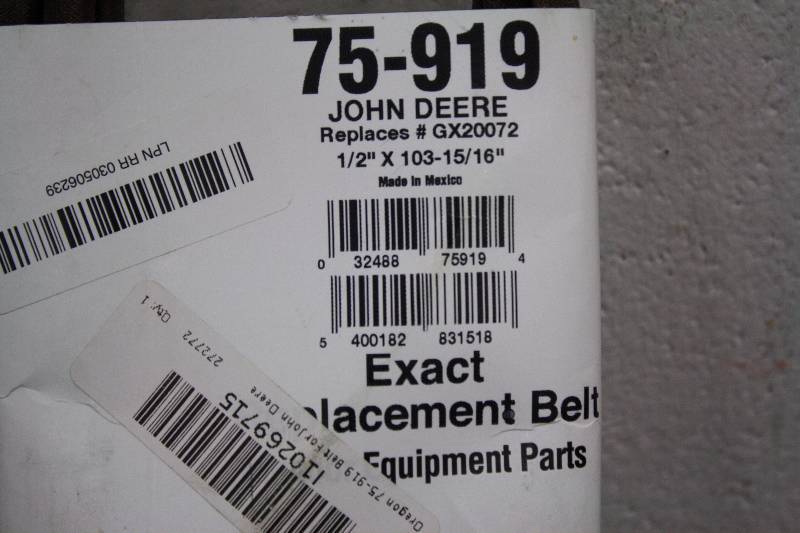 75-919
JOHN DEERE
Replaces # GX20072
1/2" X 103-15/16"
Made in Mexico
0 32488 75919 4
5 400182 831518
Exact
placement Belt
Equipment Parts
LPN RR 030506239
Qty: 1
272772
Oregon 75-919 Belt For John Deere
110269715